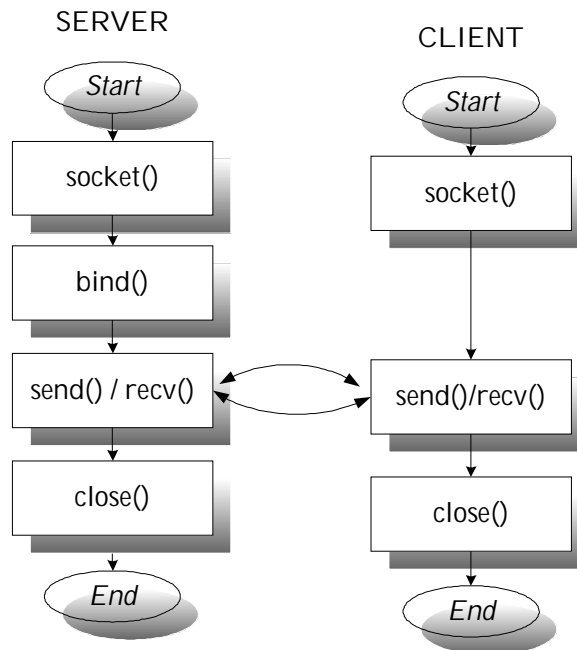 SERVER
Start
socket()
bind()
send() / recv()
close()
End
CLIENT
Start
socket()
send()/recv()
close()
End